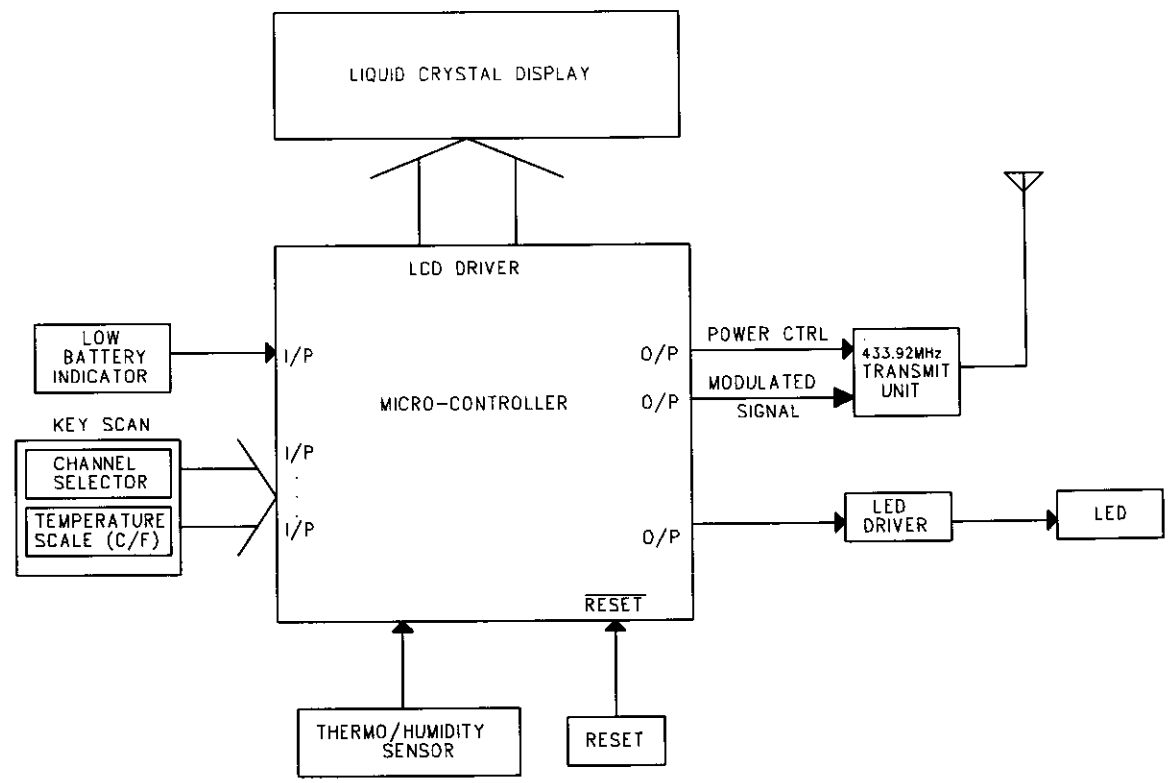 LIQUID CRYSTAL DISPLAY
LCD DRIVER
LOW
BATTERY
INDICATOR
I/P
KEY SCAN
CHANNEL
SELECTOR
TEMPERATURE
SCALE (C/F)
I/P
I/P
MICRO-CONTROLLER
O/P
O/P
O/P
POWER CTRL
MODULATED
SIGNAL
433.92MHz
TRANSMIT
UNIT
LED
DRIVER
LED
RESET
THERMO/HUMIDITY
SENSOR
RESET